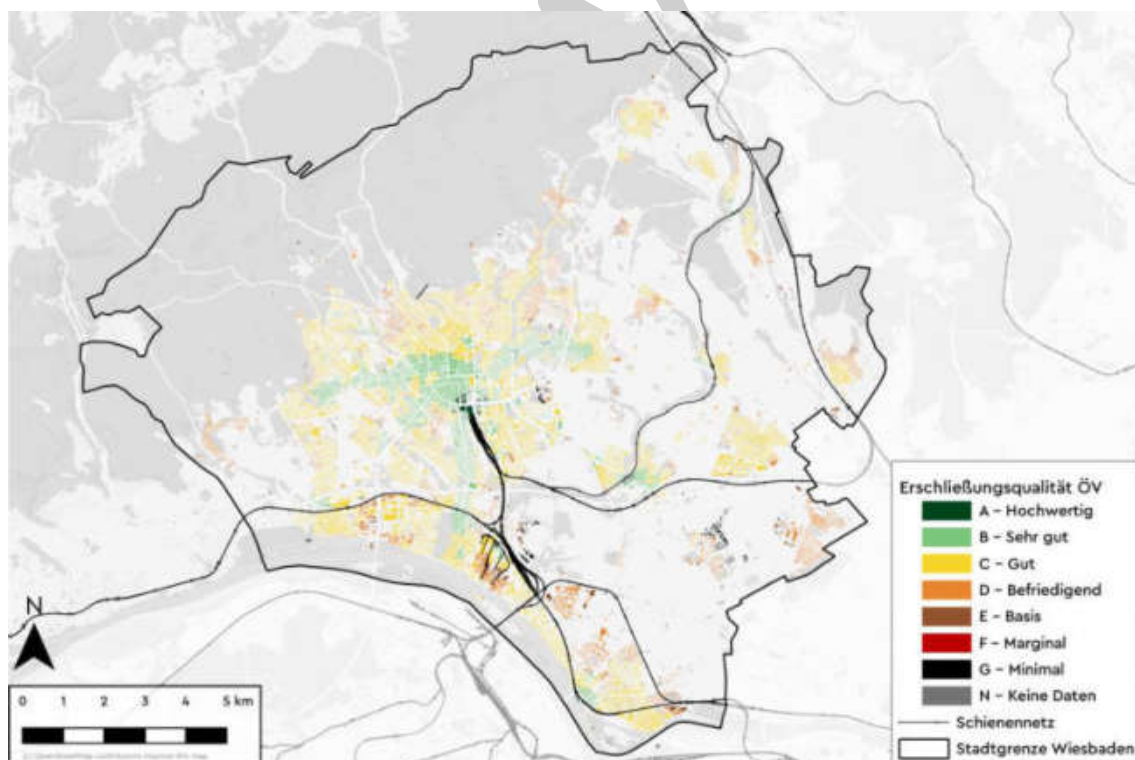 Erschließungsqualität ÖV
A – Hochwertig
B – Sehr gut
C – Gut
D – Befriedigend
E – Basis
F – Marginal
G – Minimal
N – Keine Daten
Schienennetz
Stadtgrenze Wiesbaden
N
0 1 2 3 4 5 km